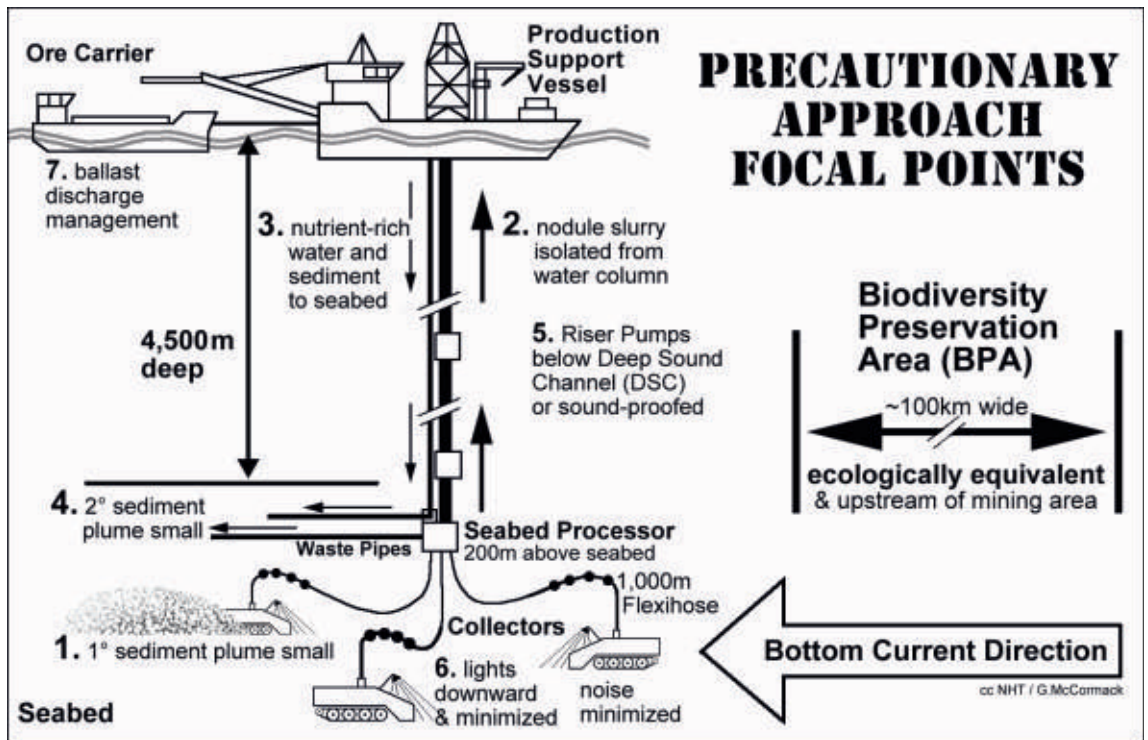 Ore Carrier
Production
Support
Vessel
PRECAUTIONARY
APPROACH
FOCAL POINTS
7. ballast
discharge
management
3. nutrient-rich
water and
sediment
to seabed
2. nodule slurry
isolated from
water column
4,500m
deep
5. Riser Pumps
below Deep Sound
Channel (DSC)
or sound-proofed
Biodiversity
Preservation
Area (BPA)
~100km wide
ecologically equivalent
& upstream of mining area
4. 2° sediment
plume small
Waste Pipes
Seabed Processor
200m above seabed
1,000m
Flexihose
Collectors
1. 1° sediment plume small
6. lights
downward
& minimized
noise
minimized
Bottom Current Direction
cc NHT / G.McCormack
Seabed